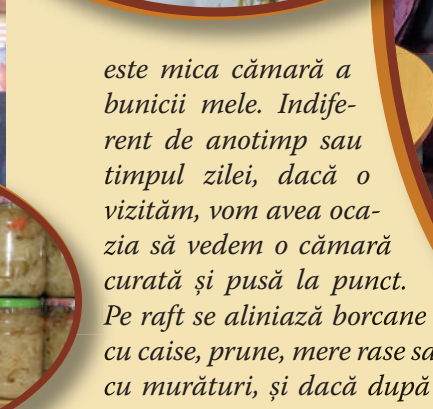 este mica cămară a
bunicii mele. Indife-
rent de anotimp sau
timpul zilei, dacă o
vizităm, vom avea oca-
zia să vedem o cămară
curată și pusă la punct.
Pe raft se aliniază borcane
cu caise, prune, mere rase
cu murături, și dacă după